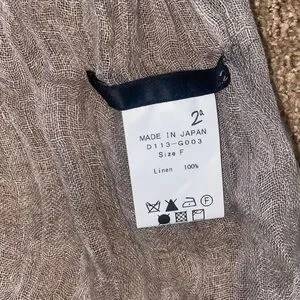 2ª
MADE IN JAPAN
D113-G003
Size F
Linen 100%
F